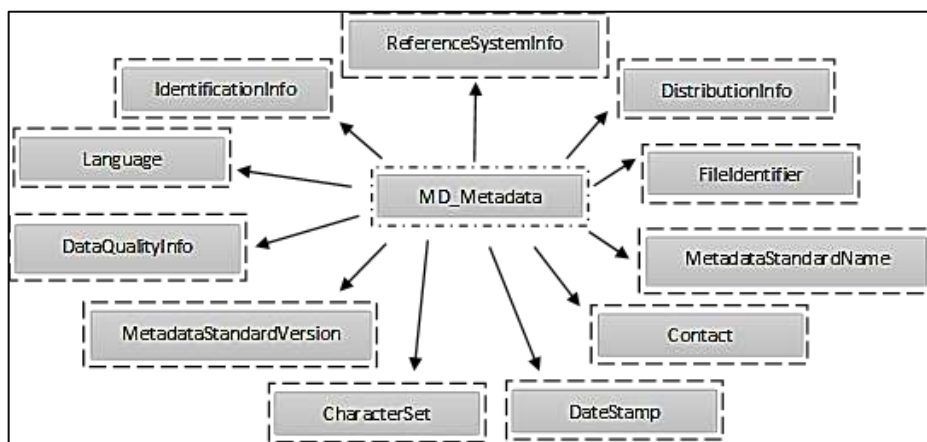 ReferenceSystemInfo
IdentificationInfo
DistributionInfo
Language
FileIdentifier
MD_Metadata
DataQualityInfo
MetadataStandardName
MetadataStandardVersion
Contact
CharacterSet
DateStamp